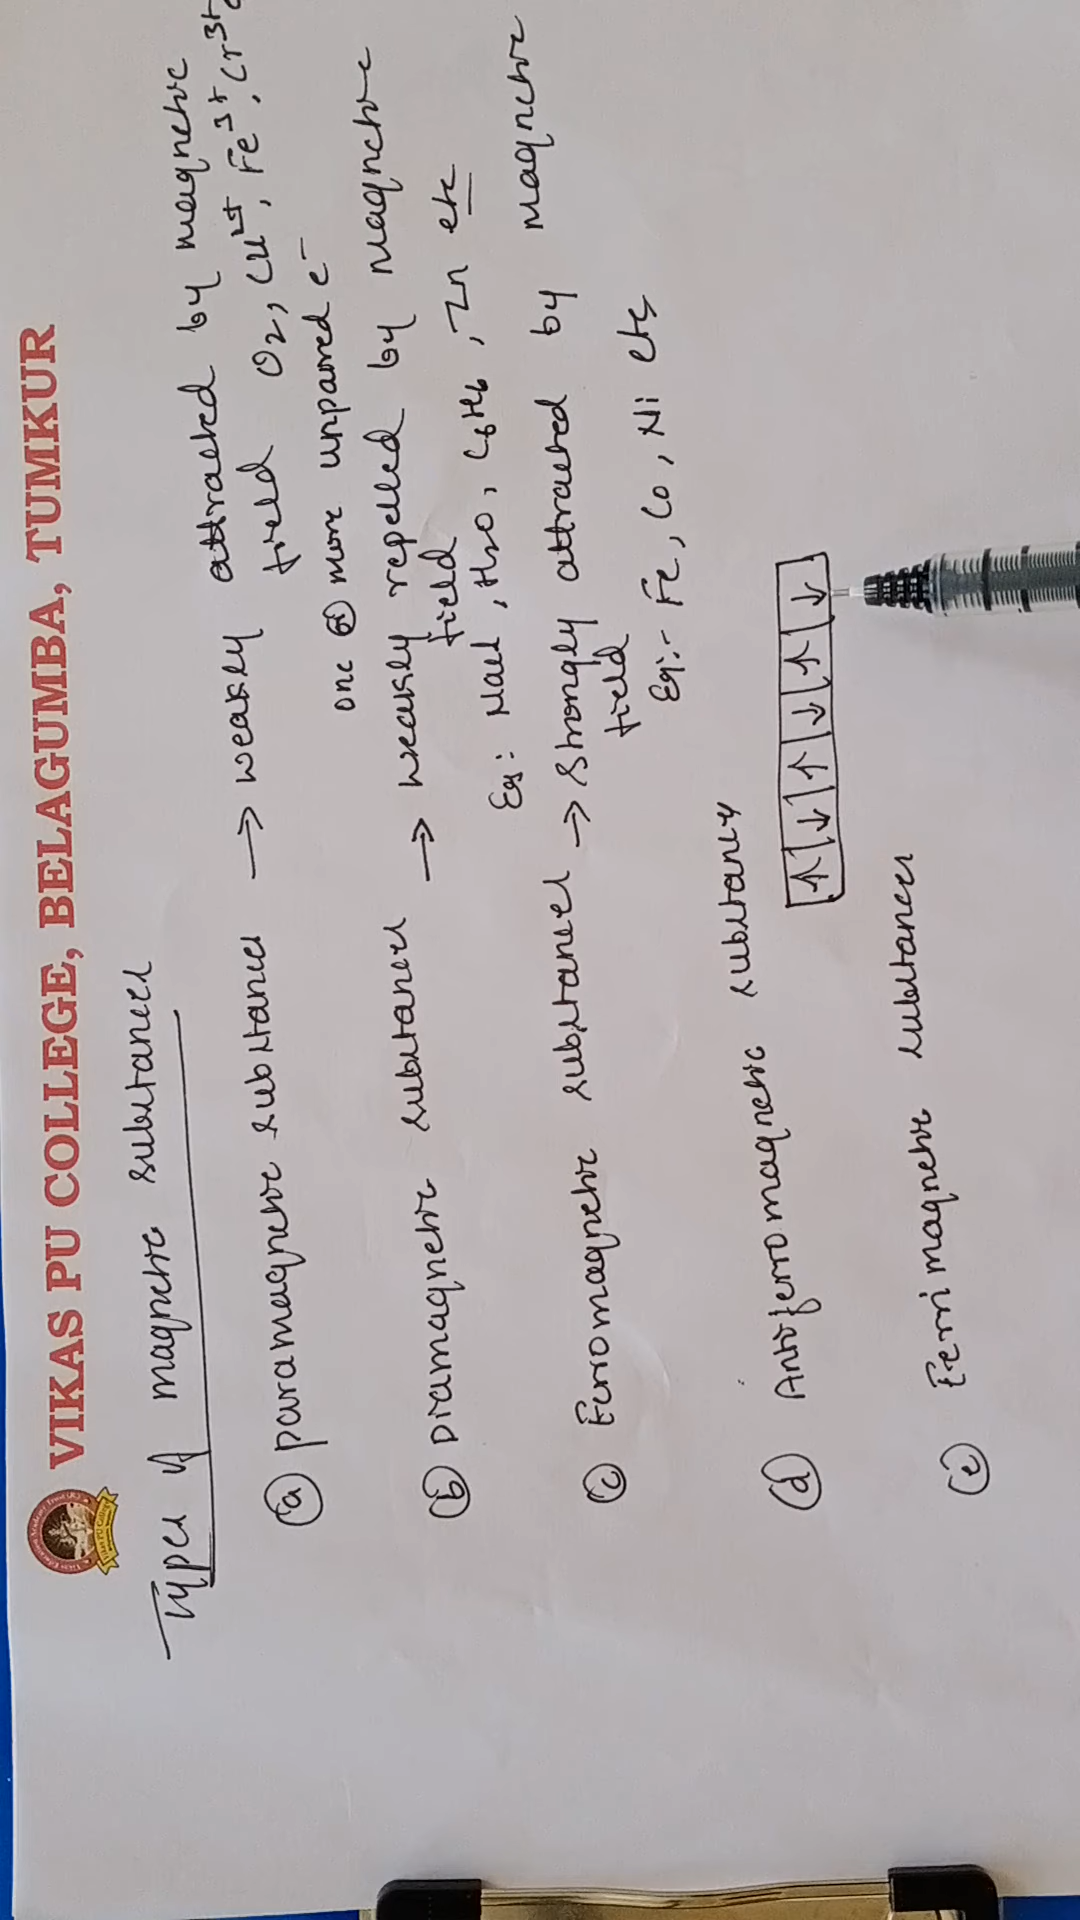 VIKAS PU COLLEGE, BELAGUMBA, TUMKUR
Types of magnetic substances
(a) paramagnetic substances → weakly attracted by magnetic
field O2, Cu2+, Fe3+, Cr3+
one or more unpaired e-
(b) Diamagnetic substances → weakly repelled by magnetic
field
Eg: Nacl, H2O, C6H6, Zn etc
(c) Ferromagnetic substances → strongly attracted by magnetic
field
Eg:- Fe, Co, Ni etc
(d) Antiferromagnetic substances
↑ ↓ ↑ ↓ ↑ ↓
(e) Ferrimagnetic substances